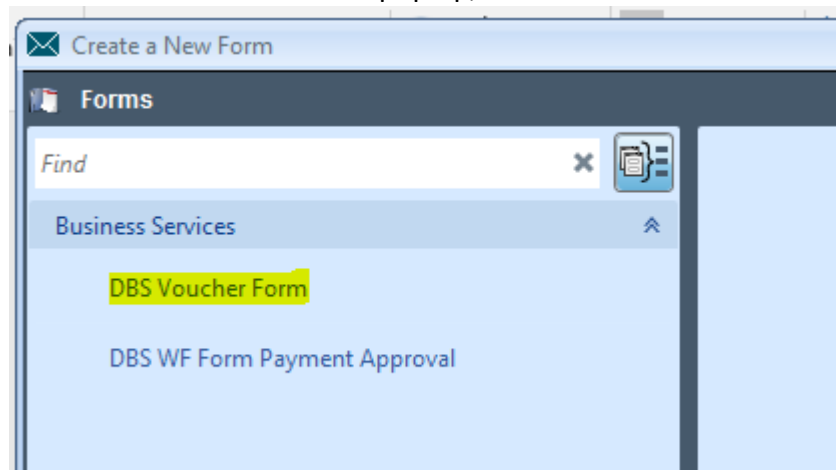 Create a New Form
Forms
Find
Business Services
DBS Voucher Form
DBS WF Form Payment Approval